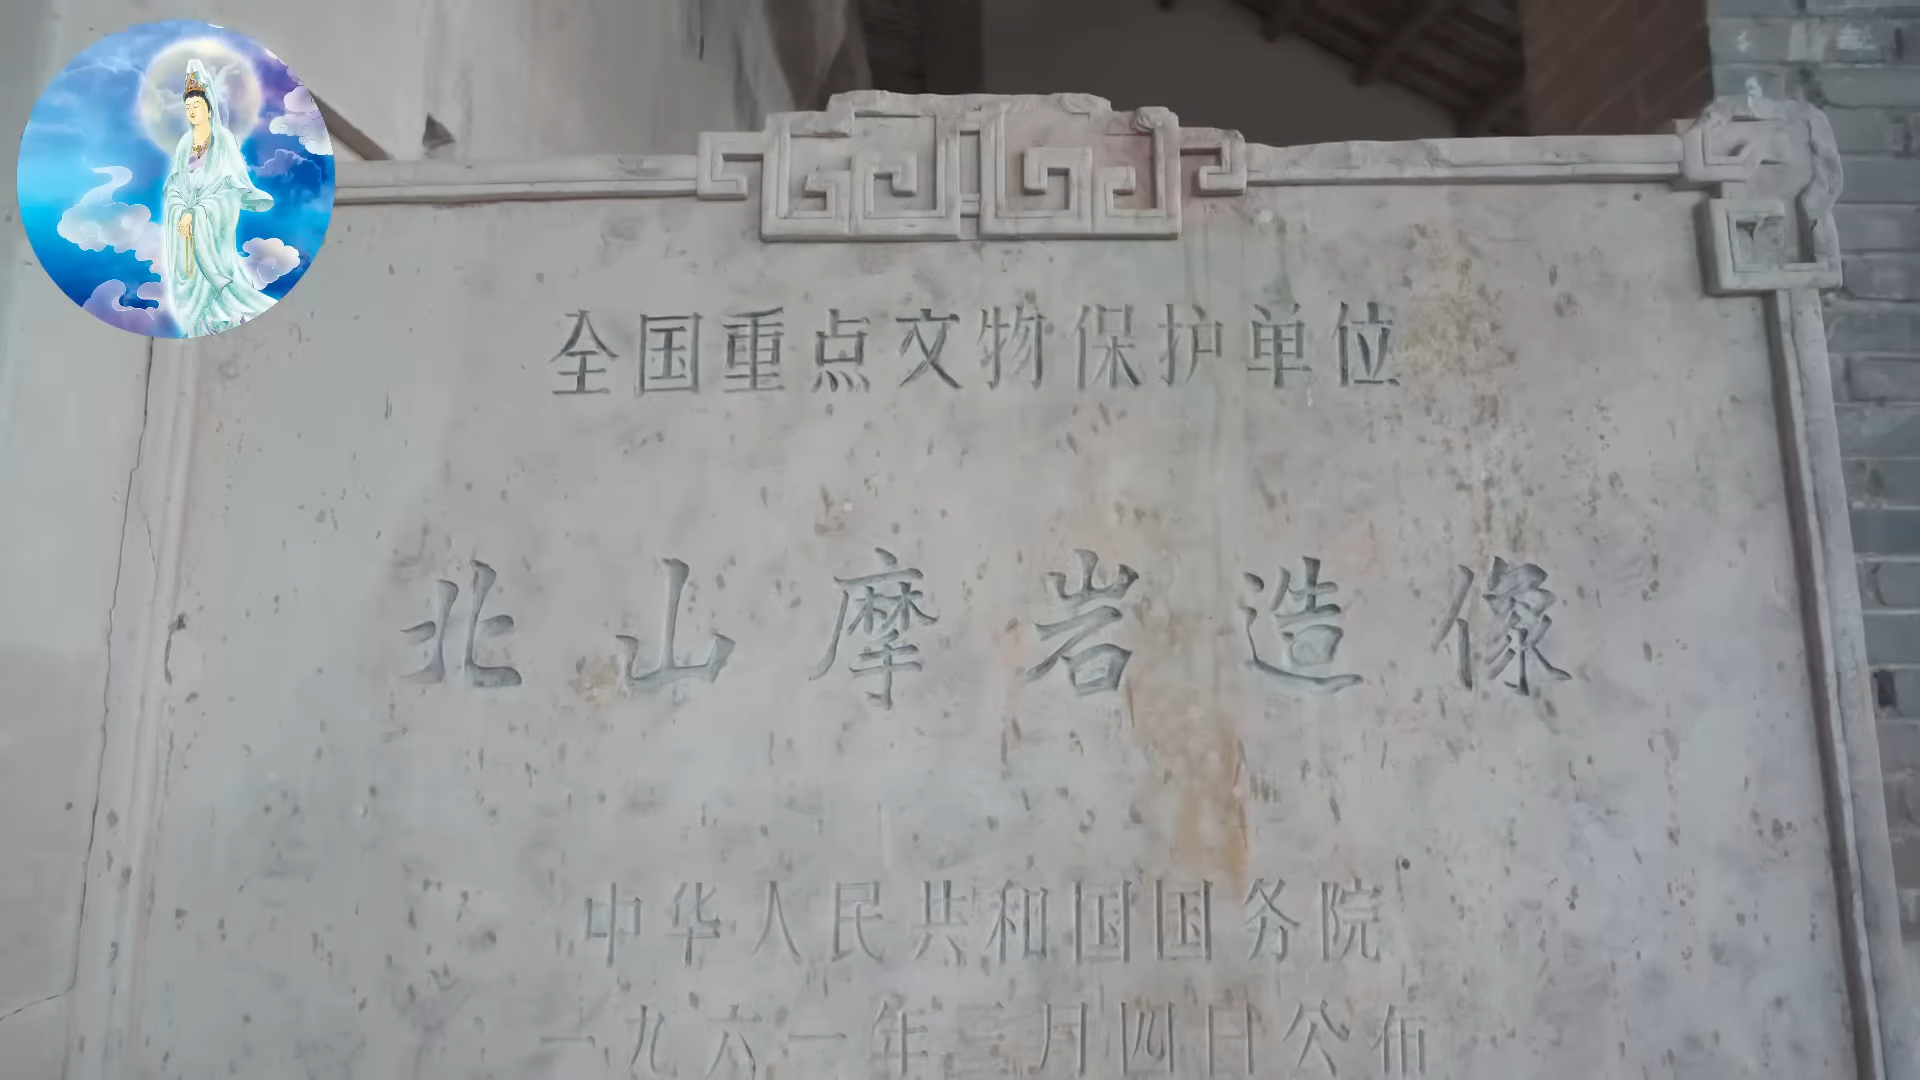 全国重点文物保护单位
北山摩岩造像
中华人民共和国国务院
一九六一年三月四日公布